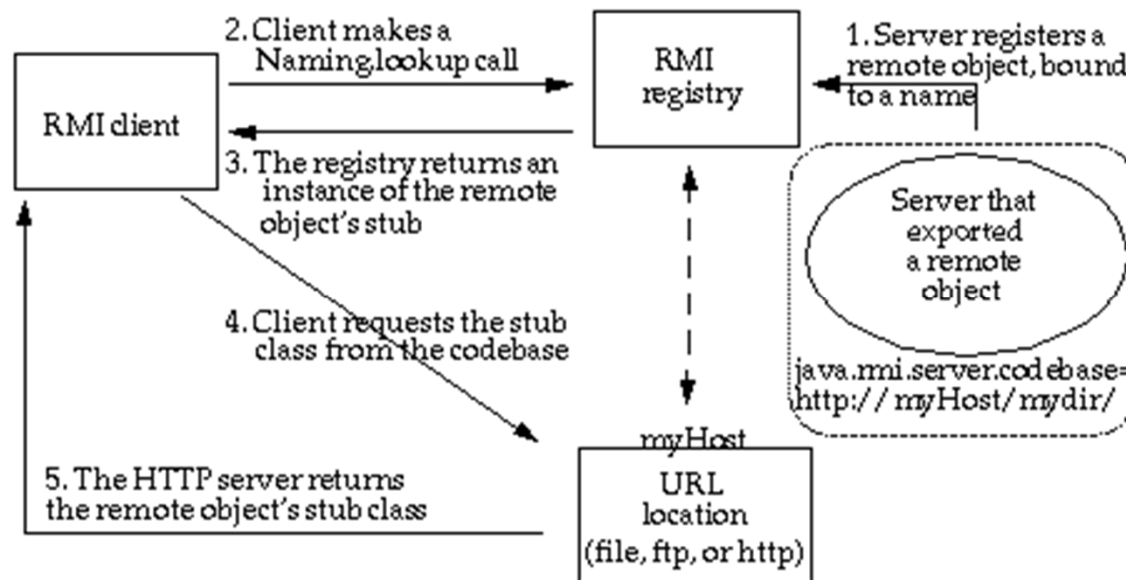 2. Client makes a
Naming.lookup call
RMI
registry
1. Server registers a
remote object, bound
to a name
RMI client
3. The registry returns an
instance of the remote
object's stub
Server that
exported
a remote
object
4. Client requests the stub
class from the codebase
java.rmi.server.codebase=
http://myHost/mydir/
myHost
URL
location
(file, ftp, or http)
5. The HTTP server returns
the remote object's stub class